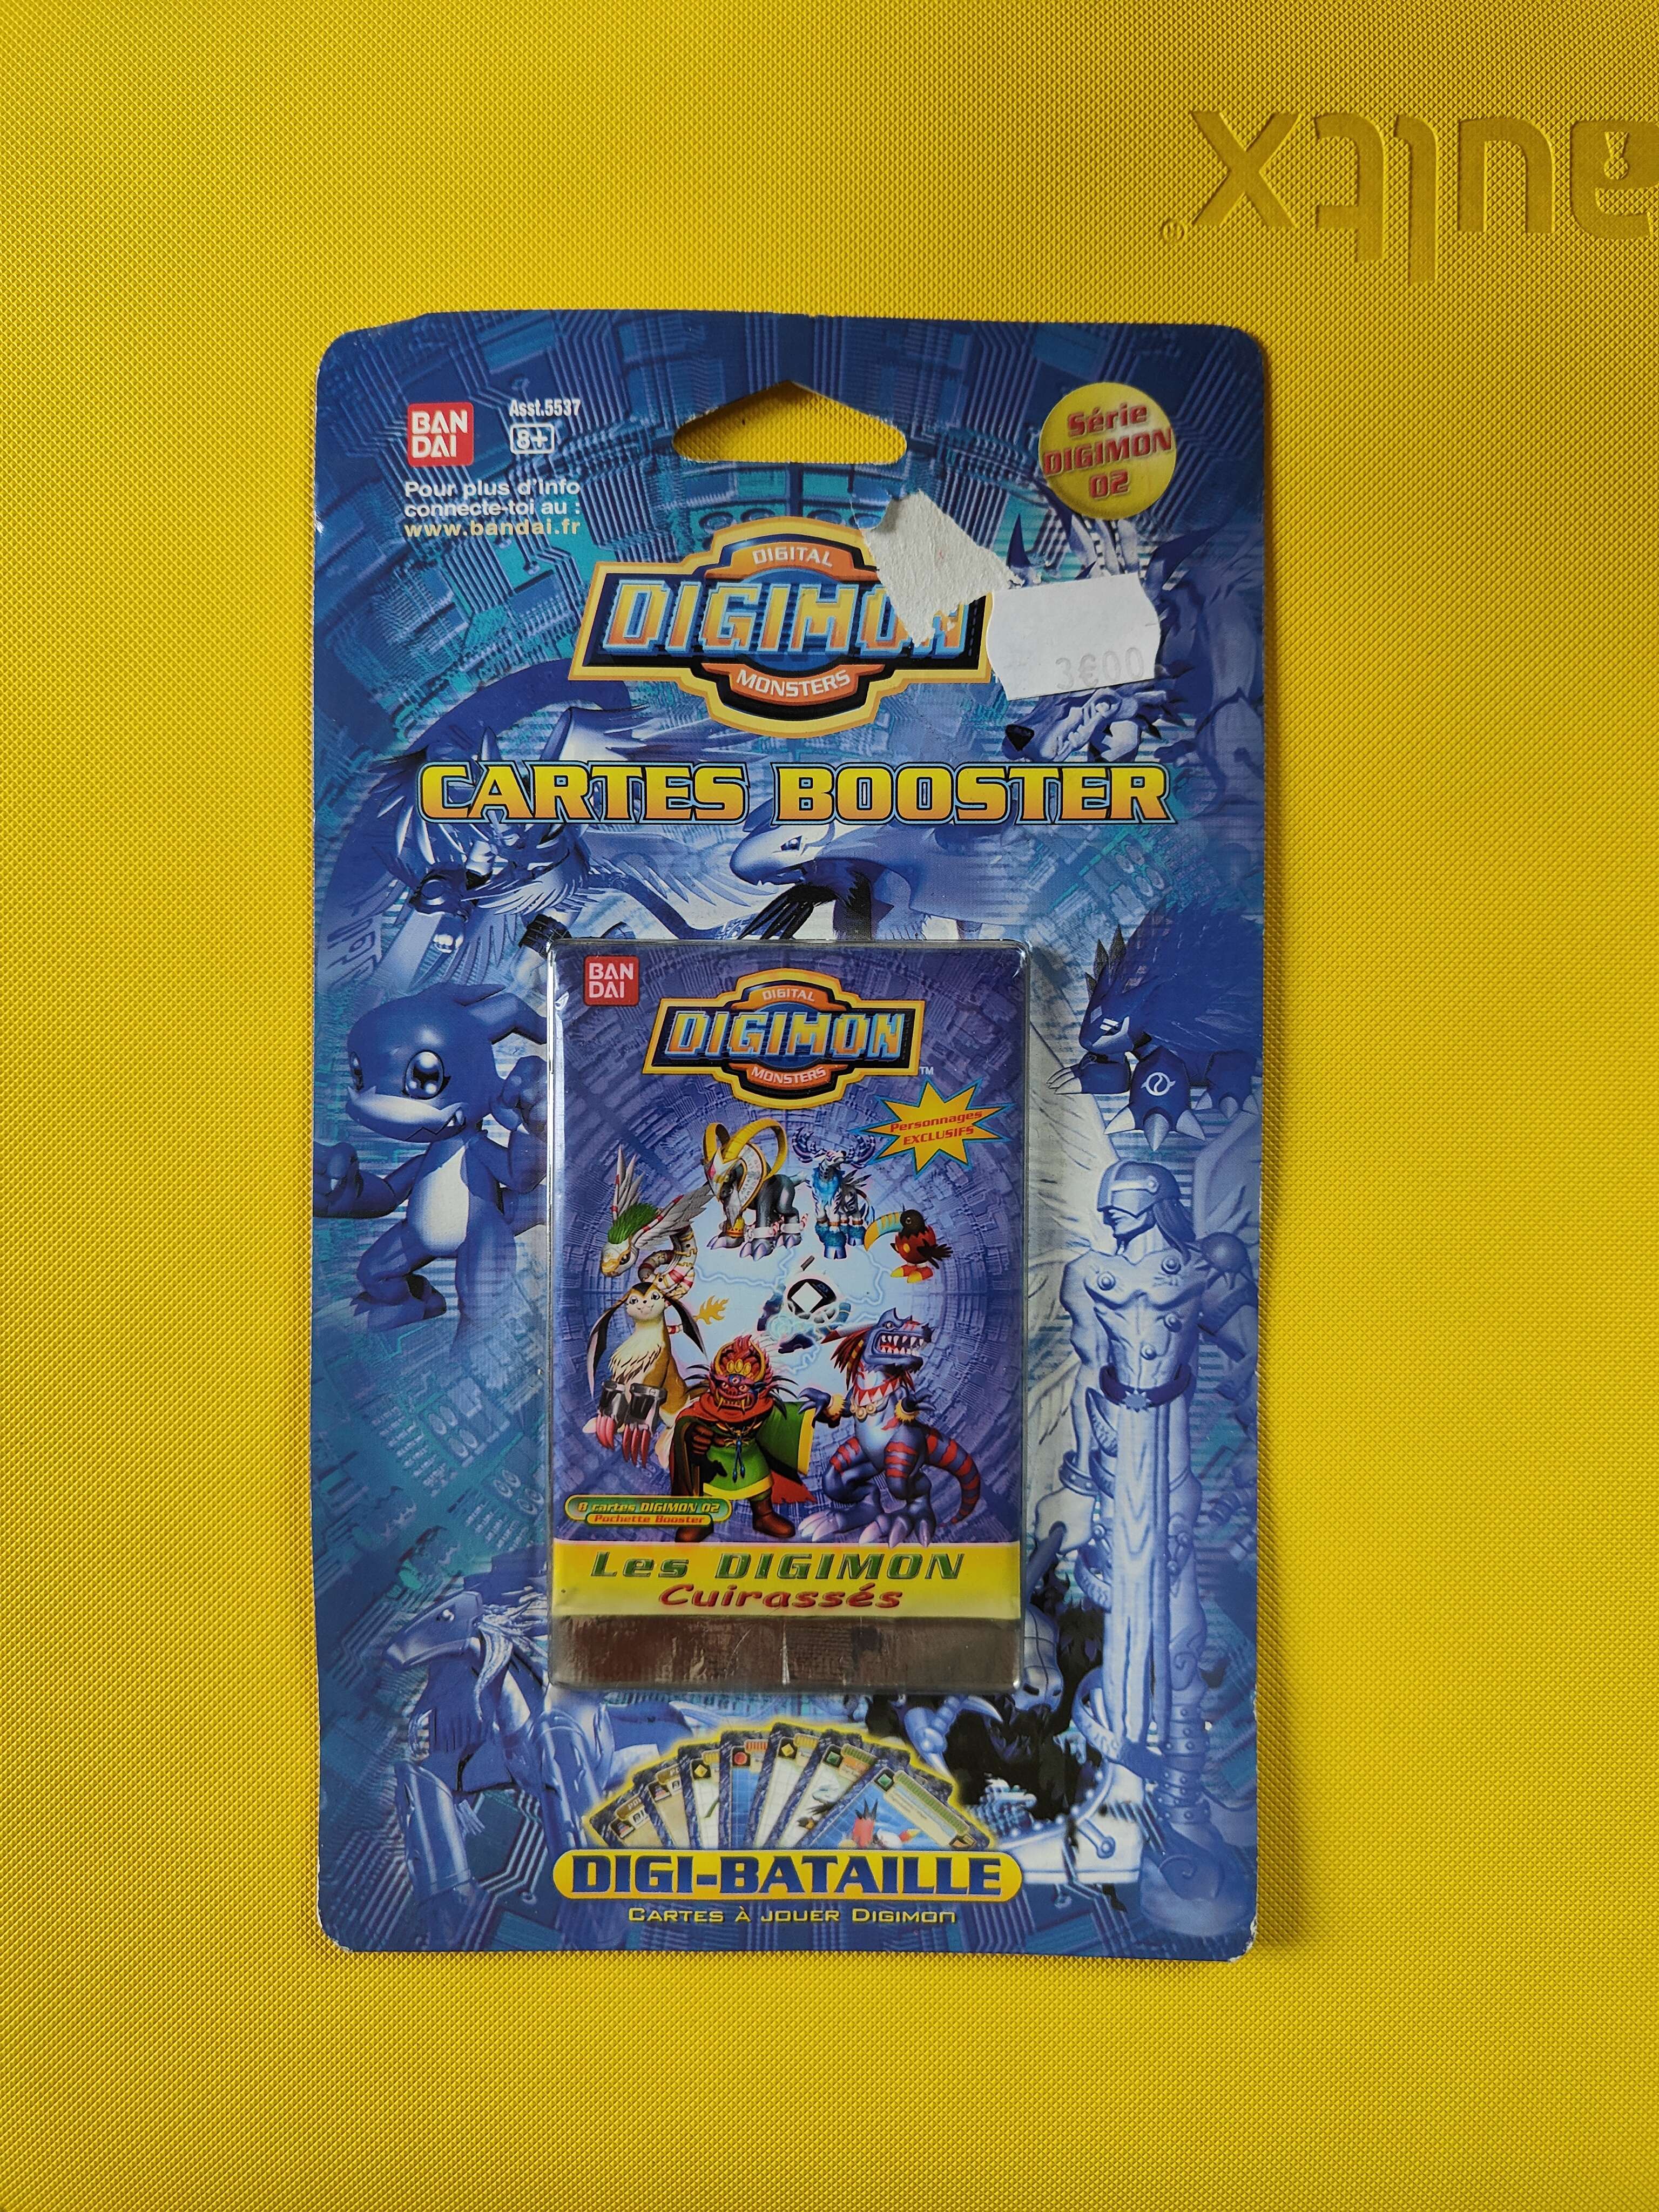 BAN
DAI
Asst.5537
8+
Pour plus d'Info
connecte-toi au :
www.bandai.fr
Série
DIGIMON
02
DIGITAL
DIGIMON
MONSTERS
3€00
CARTES BOOSTER
BAN
DAI
DIGITAL
DIGIMON
MONSTERS
TM
Personnages
EXCLUSIFS
8 cartes DIGIMON 02
Pochette Booster
Les DIGIMON
Cuirassés
DIGI-BATAILLE
CARTES À JOUER DIGIMON